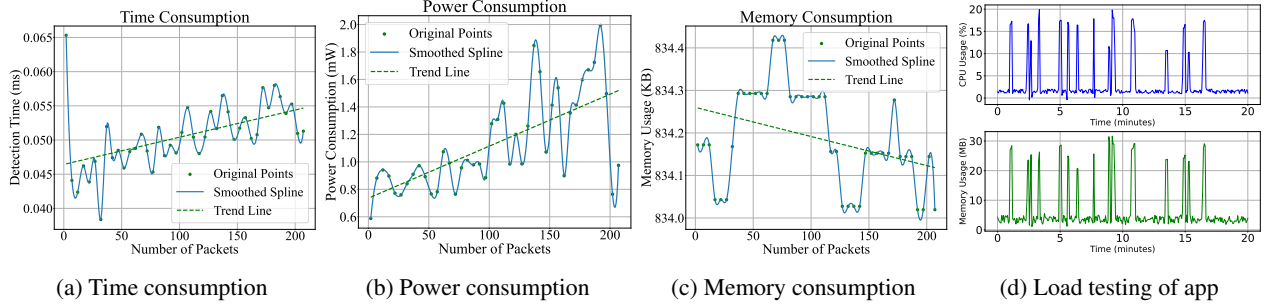 Time Consumption
0.065
0.060
0.055
0.050
0.045
0.040
Detection Time (ms)
Original Points
Smoothed Spline
Trend Line
0
50
100
150
200
Number of Packets
(a) Time consumption
Power Consumption
2.0
1.8
1.6
1.4
1.2
1.0
0.8
0.6
Power Consumption (mW)
Original Points
Smoothed Spline
Trend Line
0
50
100
150
200
Number of Packets
(b) Power consumption
Memory Consumption
834.4
834.3
834.2
834.1
834.0
Memory Usage (KB)
Original Points
Smoothed Spline
Trend Line
0
50
100
150
200
Number of Packets
(c) Memory consumption
20
15
10
5
0
CPU Usage (%)
0
5
10
15
20
Time (minutes)
30
20
10
0
Memory Usage (MB)
0
5
10
15
20
Time (minutes)
(d) Load testing of app